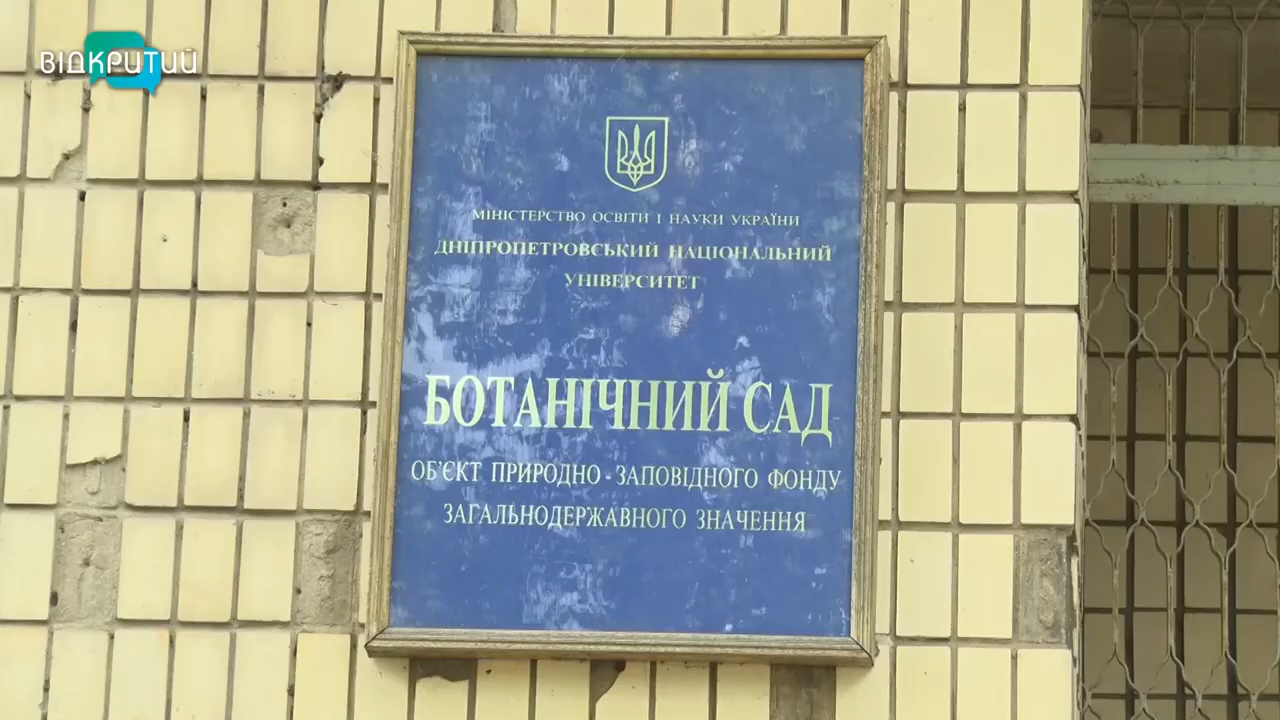 ВІДКРИТИЙ
МІНІСТЕРСТВО ОСВІТИ І НАУКИ УКРАЇНИ
ДНІПРОПЕТРОВСЬКИЙ НАЦІОНАЛЬНИЙ
УНІВЕРСИТЕТ
БОТАНІЧНИЙ САД
ОБ'ЄКТ ПРИРОДНО - ЗАПОВІДНОГО ФОНДУ
ЗАГАЛЬНОДЕРЖАВНОГО ЗНАЧЕННЯ